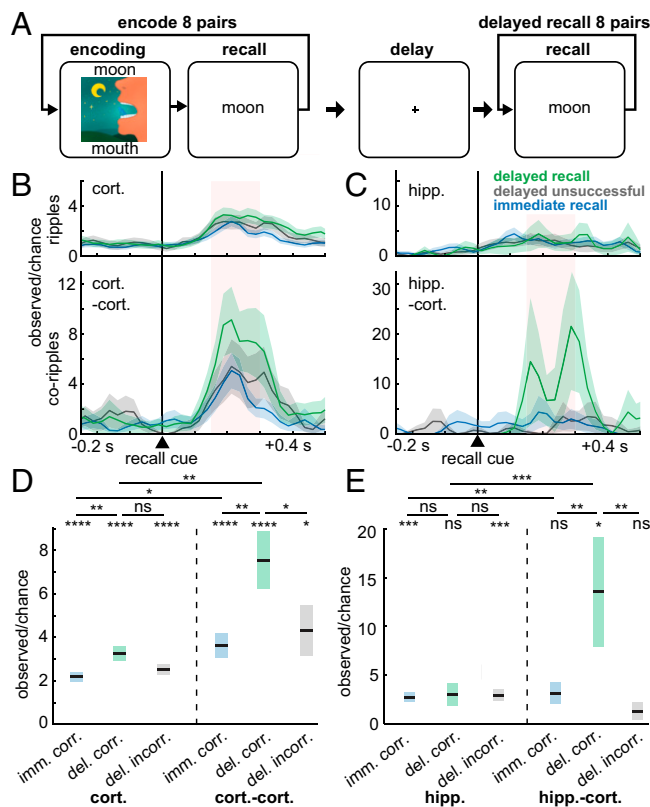 A
encode 8 pairs
delayed recall 8 pairs
encoding
recall
delay
recall
moon
mouth
moon
+
moon
B
cort.
C
hipp.
delayed recall
delayed unsuccessful
immediate recall
observed/chance
ripples
co-ripples
4
2
0
15
10
5
0
cort.
-cort.
hipp.
-cort.
12
8
4
0
30
20
10
0
-0.2 s
recall cue
+0.4 s
-0.2 s
recall cue
+0.4 s
D
**
*
** ns ** *
**** **** **** **** **** *
observed/chance
8
6
4
2
0
imm. corr.
del. corr.
del. incorr.
imm. corr.
del. corr.
del. incorr.
cort.
cort.-cort.
E
***
**
ns ns ** **
*** ns *** ns * ns
observed/chance
20
15
10
5
0
imm. corr.
del. corr.
del. incorr.
imm. corr.
del. corr.
del. incorr.
hipp.
hipp.-cort.